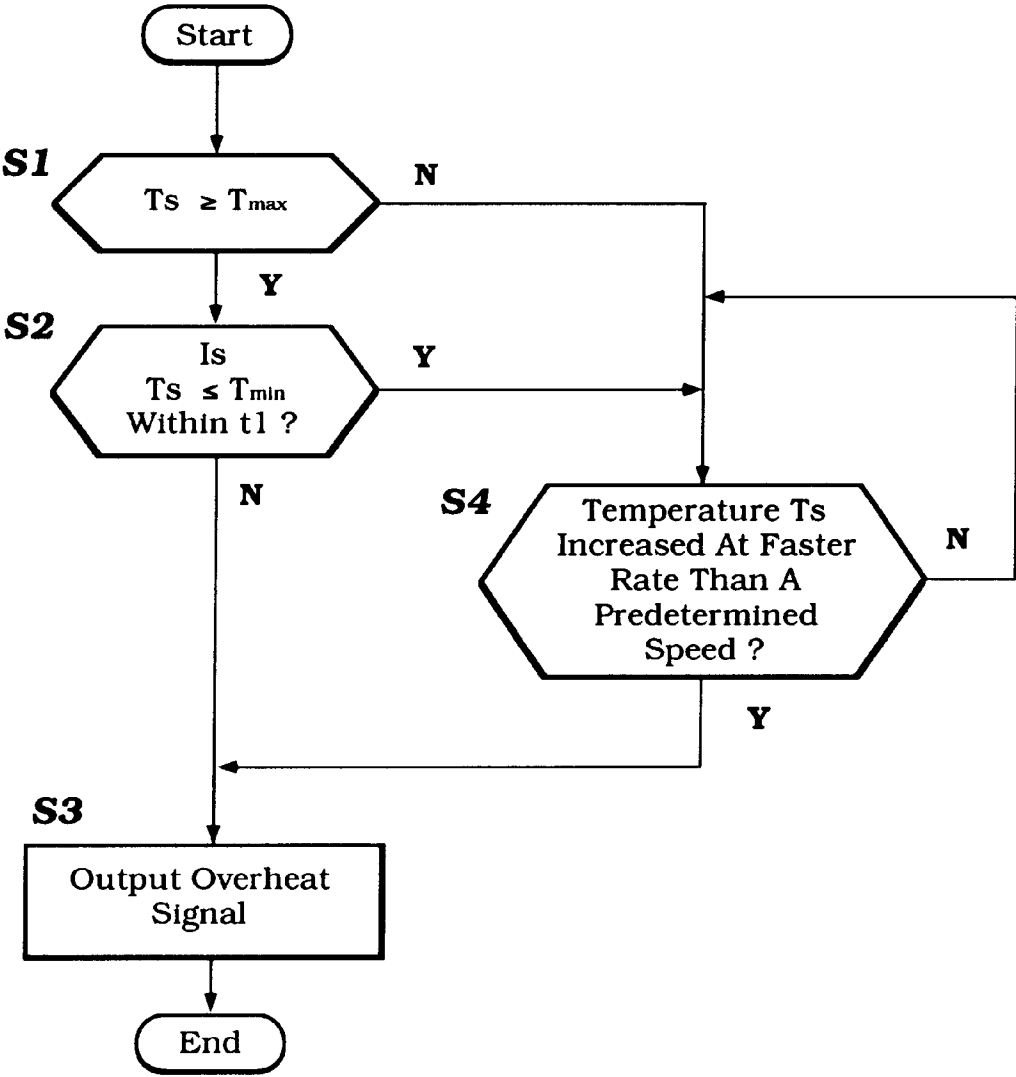 Start
S1
Ts ≥ Tmax
N
Y
S2
Is
Ts ≤ Tmin
Within t1 ?
Y
N
S4
Temperature Ts
Increased At Faster
Rate Than A
Predetermined
Speed ?
N
Y
S3
Output Overheat
Signal
End